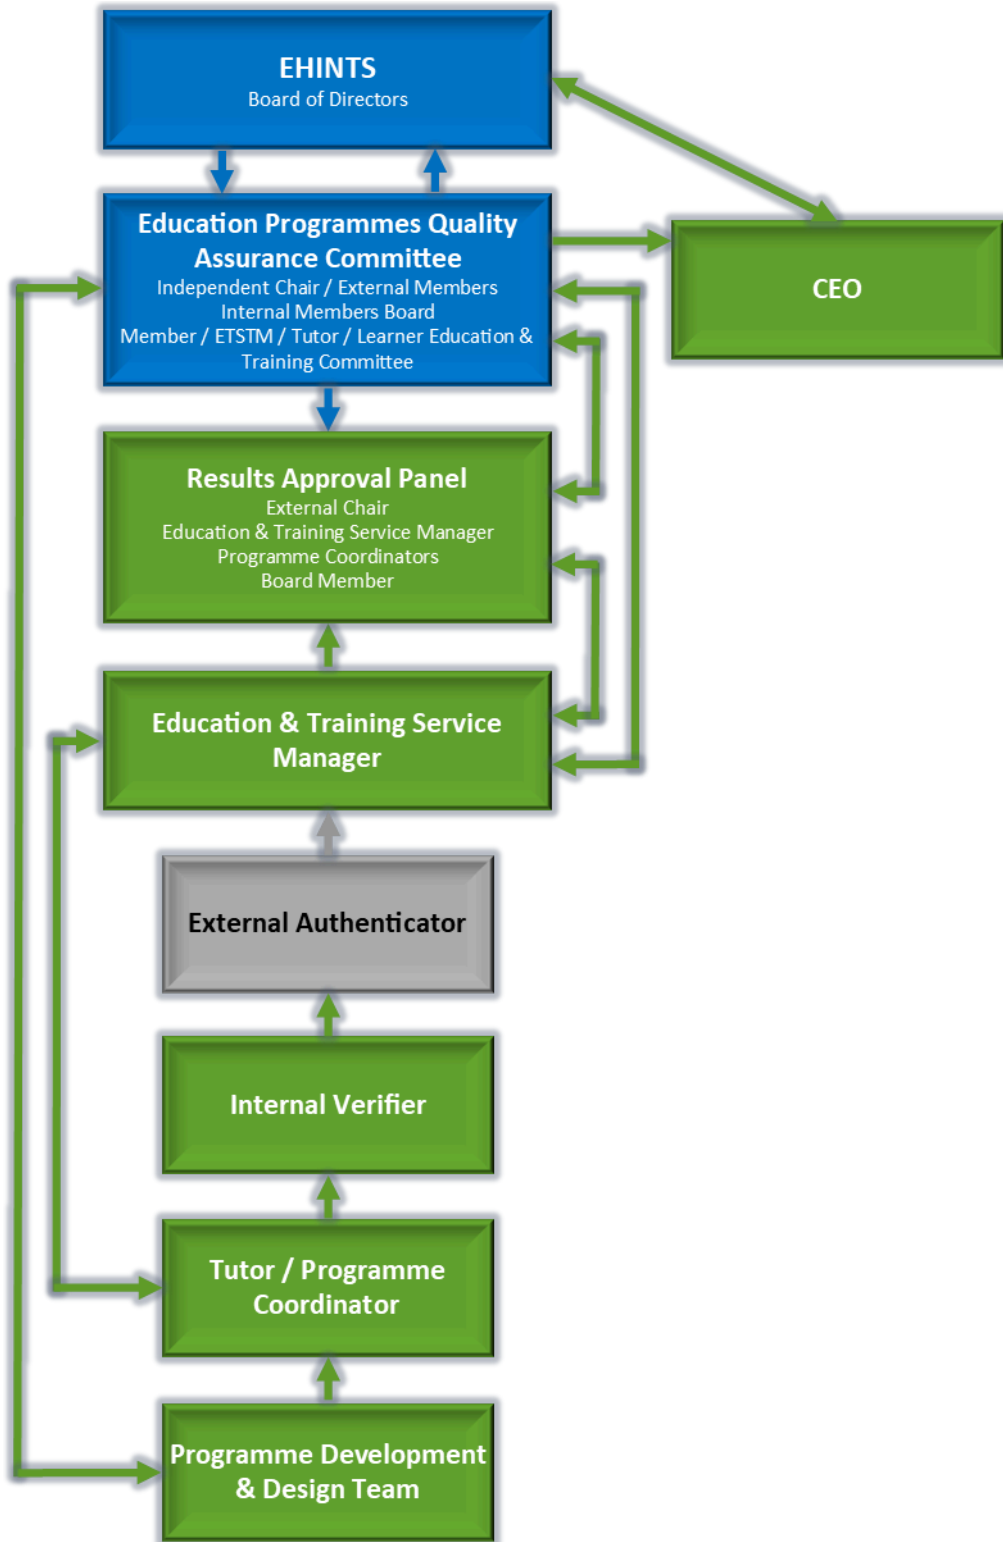 EHINTS
Board of Directors
Education Programmes Quality
Assurance Committee
Independent Chair / External Members
Internal Members Board
Member / ETSTM / Tutor / Learner Education &
Training Committee
CEO
Results Approval Panel
External Chair
Education & Training Service Manager
Programme Coordinators
Board Member
Education & Training Service
Manager
External Authenticator
Internal Verifier
Tutor / Programme
Coordinator
Programme Development
& Design Team